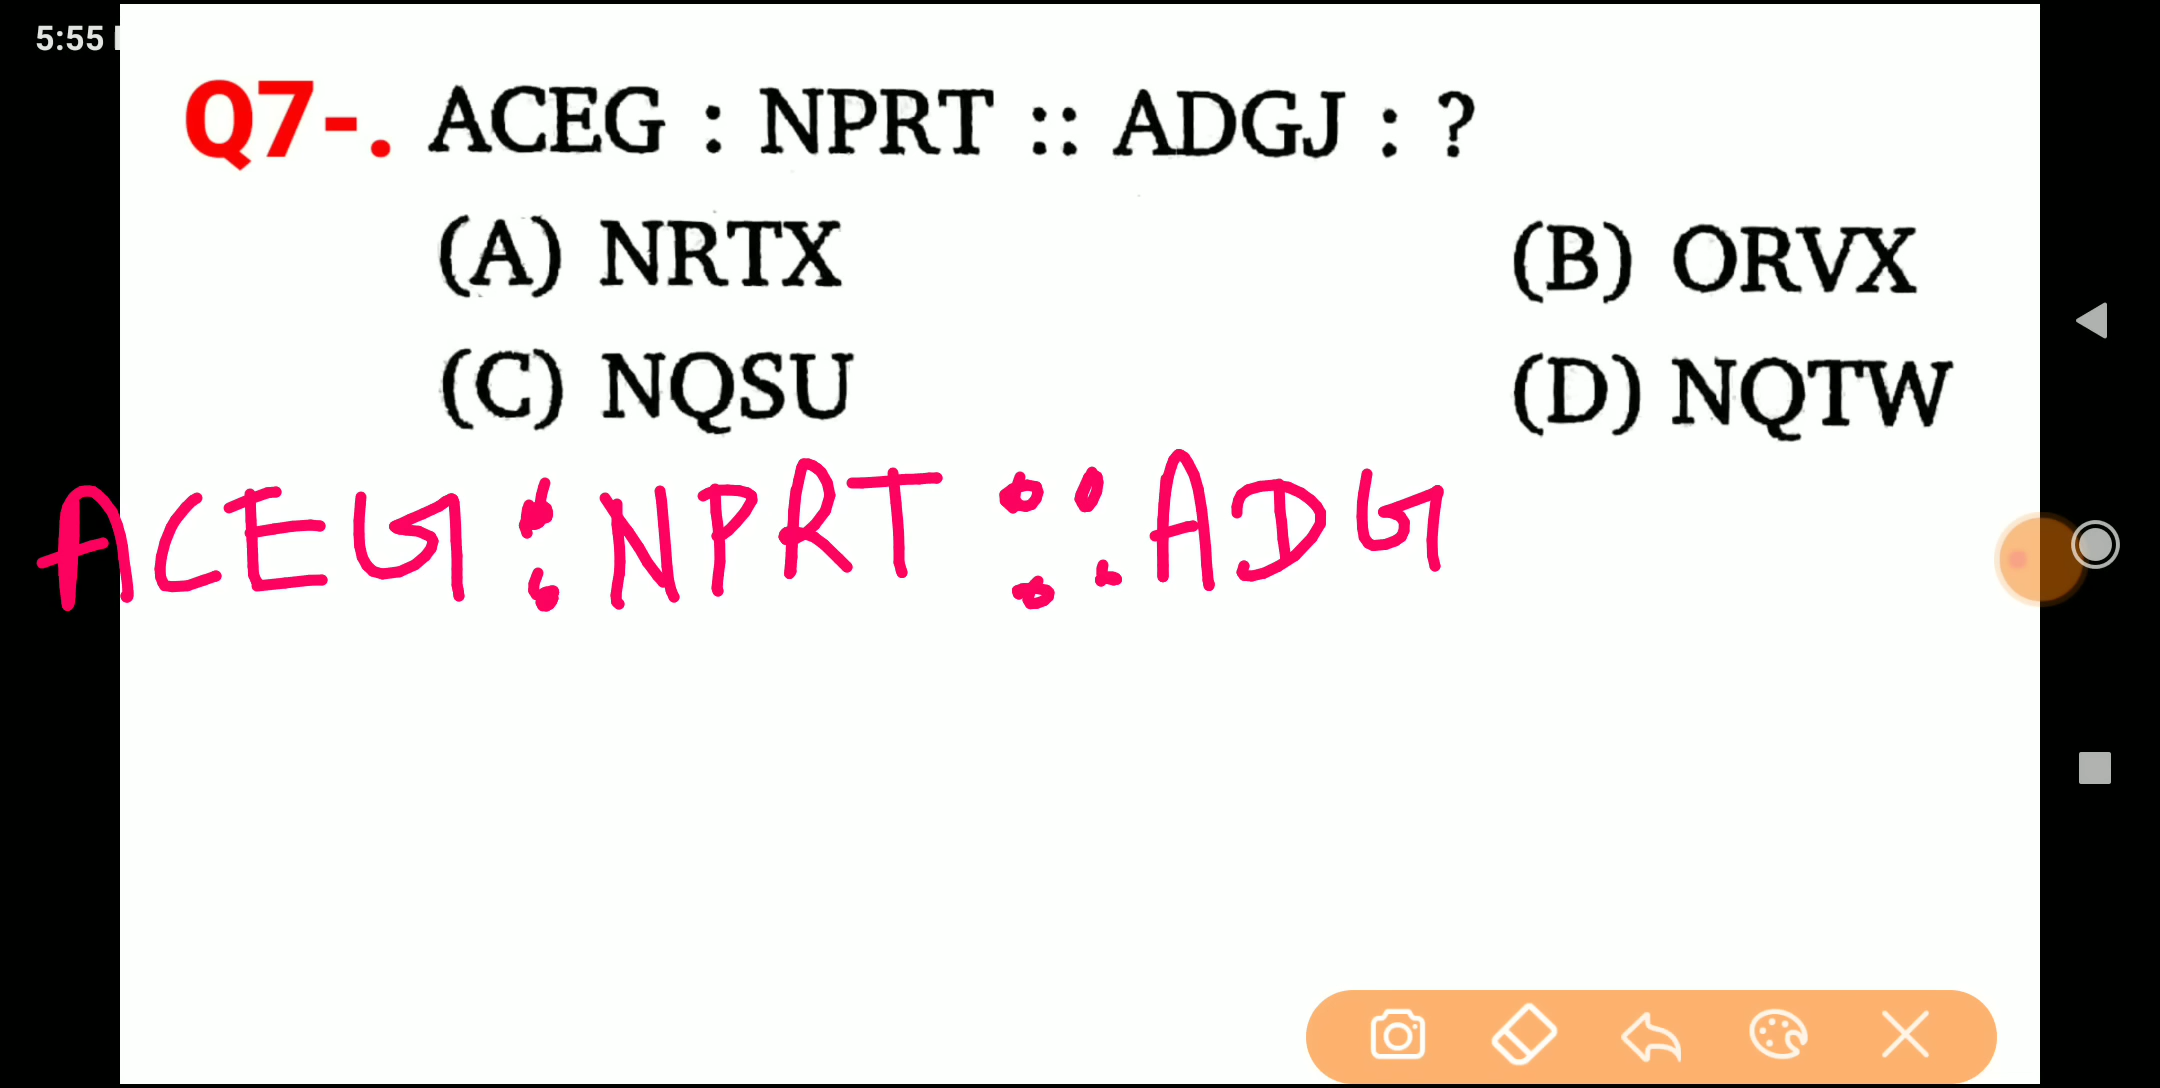 5:55
Q7-. ACEG : NPRT :: ADGJ : ?
(A) NRTX (B) ORVX
(C) NQSU (D) NQTW
ACEG : NPRT :: ADG